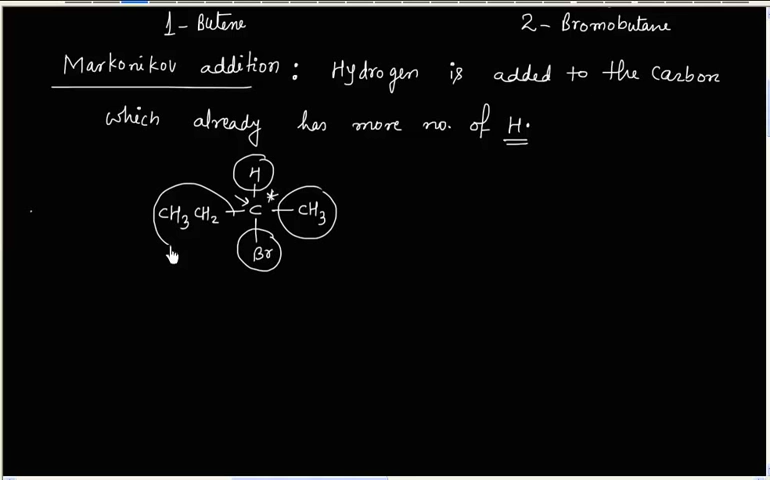 1- Butene 2- Bromobutane
Markonikov addition : Hydrogen is added to the carbon
which already has more no. of H.
H
CH3 CH2 - C * - CH3
Br